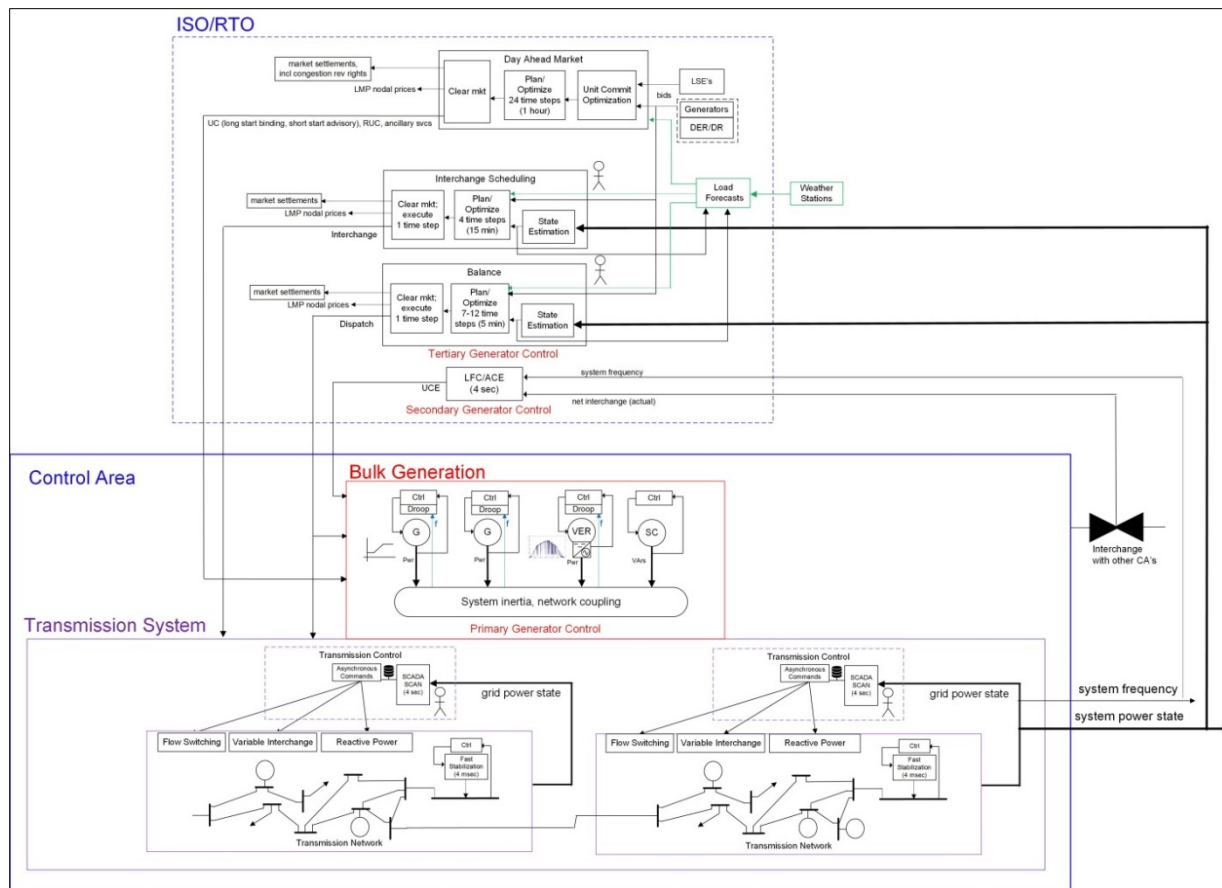 ISO/RTO
Day Ahead Market
market settlements,
incl congestion rev rights
LMP nodal prices
Clear mkt
Plan/
Optimize
24 time steps
(1 hour)
Unit Commit
Optimization
LSE's
bids
Generators
DER/DR
UC (long start binding, short start advisory), RUC, ancillary svcs
Interchange Scheduling
market settlements
LMP nodal prices
Clear mkt;
execute
1 time step
Plan/
Optimize
4 time steps
(15 min)
State
Estimation
Interchange
Load
Forecasts
Weather
Stations
Balance
market settlements
LMP nodal prices
Clear mkt;
execute
1 time step
Plan/
Optimize
7-12 time
steps (5 min)
State
Estimation
Dispatch
Tertiary Generator Control
UCE
LFC/ACE
(4 sec)
system frequency
net interchange (actual)
Secondary Generator Control
Control Area
Bulk Generation
Ctrl
Droop
f
G
Pwr
Ctrl
Droop
f
G
Pwr
Ctrl
Droop
f
VER
Pwr
Ctrl
SC
VArs
System inertia, network coupling
Primary Generator Control
Interchange
with other CA's
Transmission System
Transmission Control
Asynchronous
Commands
SCADA
SCAN
(4 sec)
grid power state
Flow Switching
Variable Interchange
Reactive Power
Ctrl
Fast
Stabilization
(4 msec)
Transmission Network
Transmission Control
Asynchronous
Commands
SCADA
SCAN
(4 sec)
grid power state
Flow Switching
Variable Interchange
Reactive Power
Ctrl
Fast
Stabilization
(4 msec)
Transmission Network
system frequency
system power state